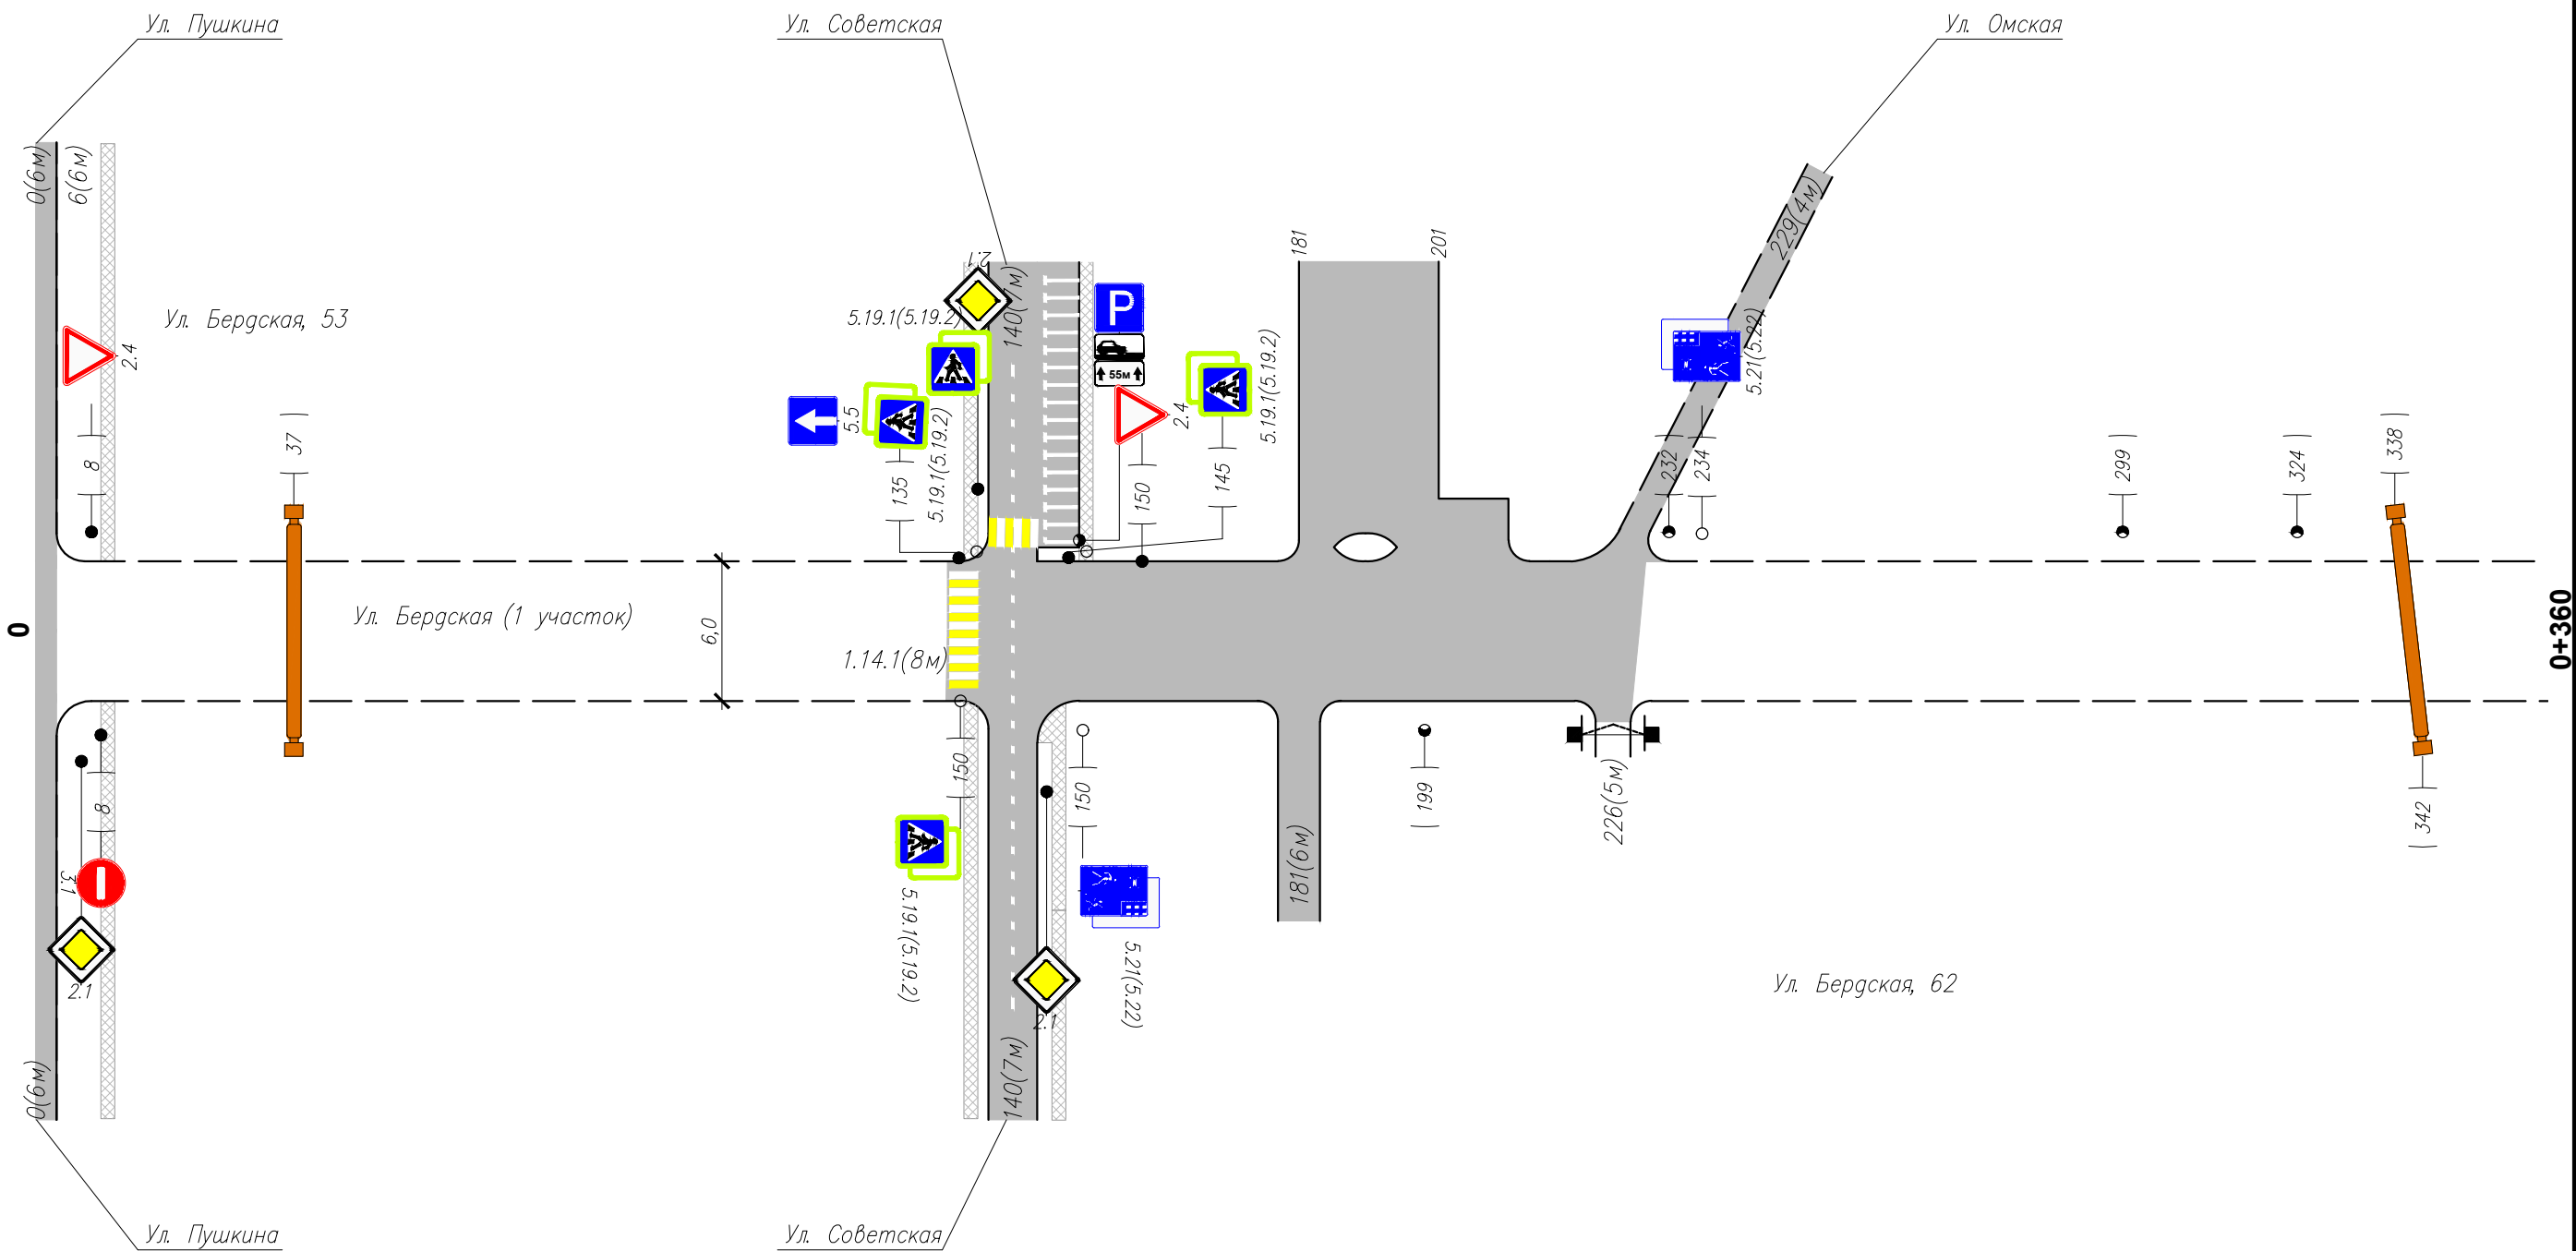 Ул. Пушкина
Ул. Советская
Ул. Омская
0(6м)
6(6м)
Ул. Бердская, 53
2.4
8
37
2.1
140(7м)
5.19.1(5.19.2)
5.5
5.19.1(5.19.2)
135
P
55м
2.4
150
5.19.1(5.19.2)
145
181
201
229(4м)
5.21(5.22)
232
234
299
324
338
0
Ул. Бердская (1 участок)
6,0
1.14.1(8м)
0+360
8
3.1
2.1
0(6м)
150
5.19.1(5.19.2)
150
5.21(5.22)
2.1
140(7м)
181(6м)
199
226(5м)
342
Ул. Бердская, 62
Ул. Пушкина
Ул. Советская